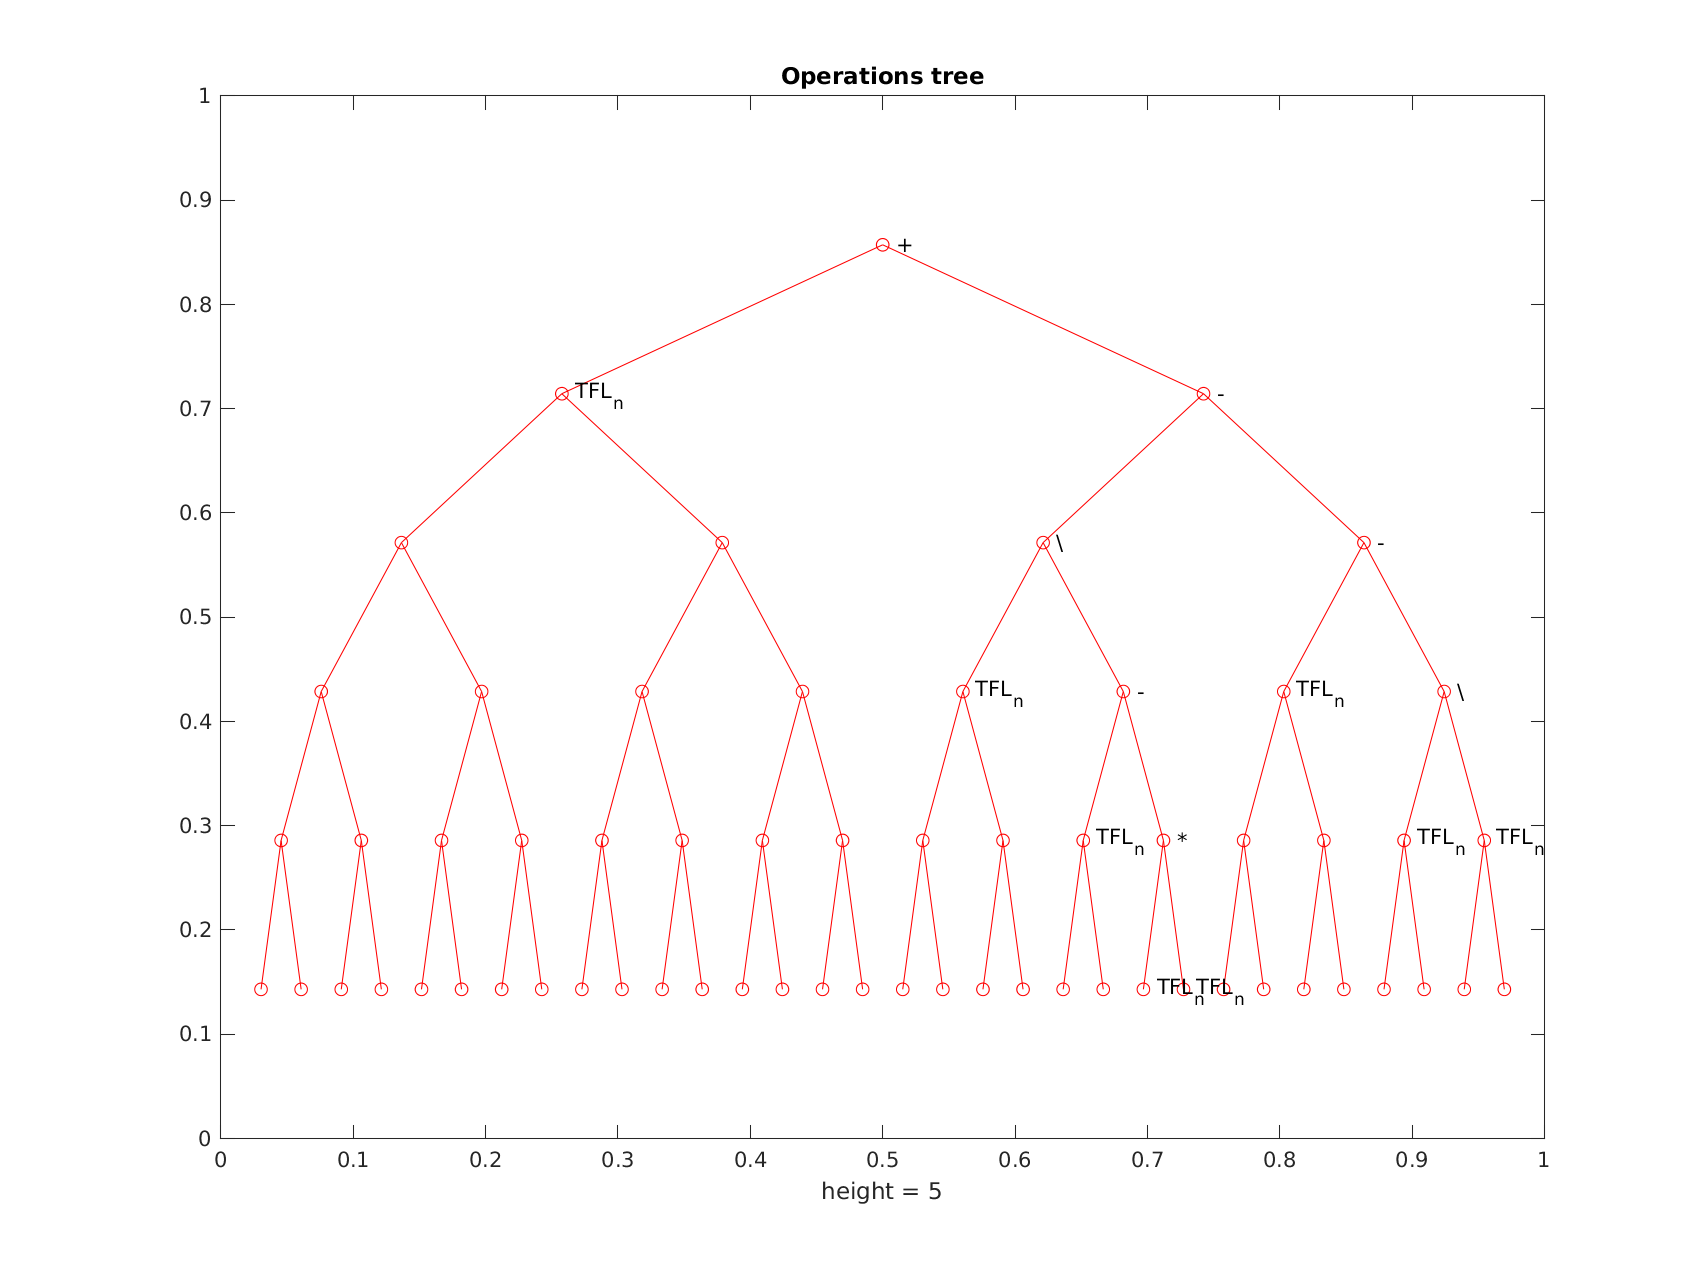 Operations tree
1
0.9
+
0.8
TFLn -
0.7
0.6
\ -
0.5
TFLn - TFLn \
0.4
0.3
TFLn * TFLn TFLn
0.2
TFLn TFLn
0.1
0
0 0.1 0.2 0.3 0.4 0.5 0.6 0.7 0.8 0.9 1
height = 5